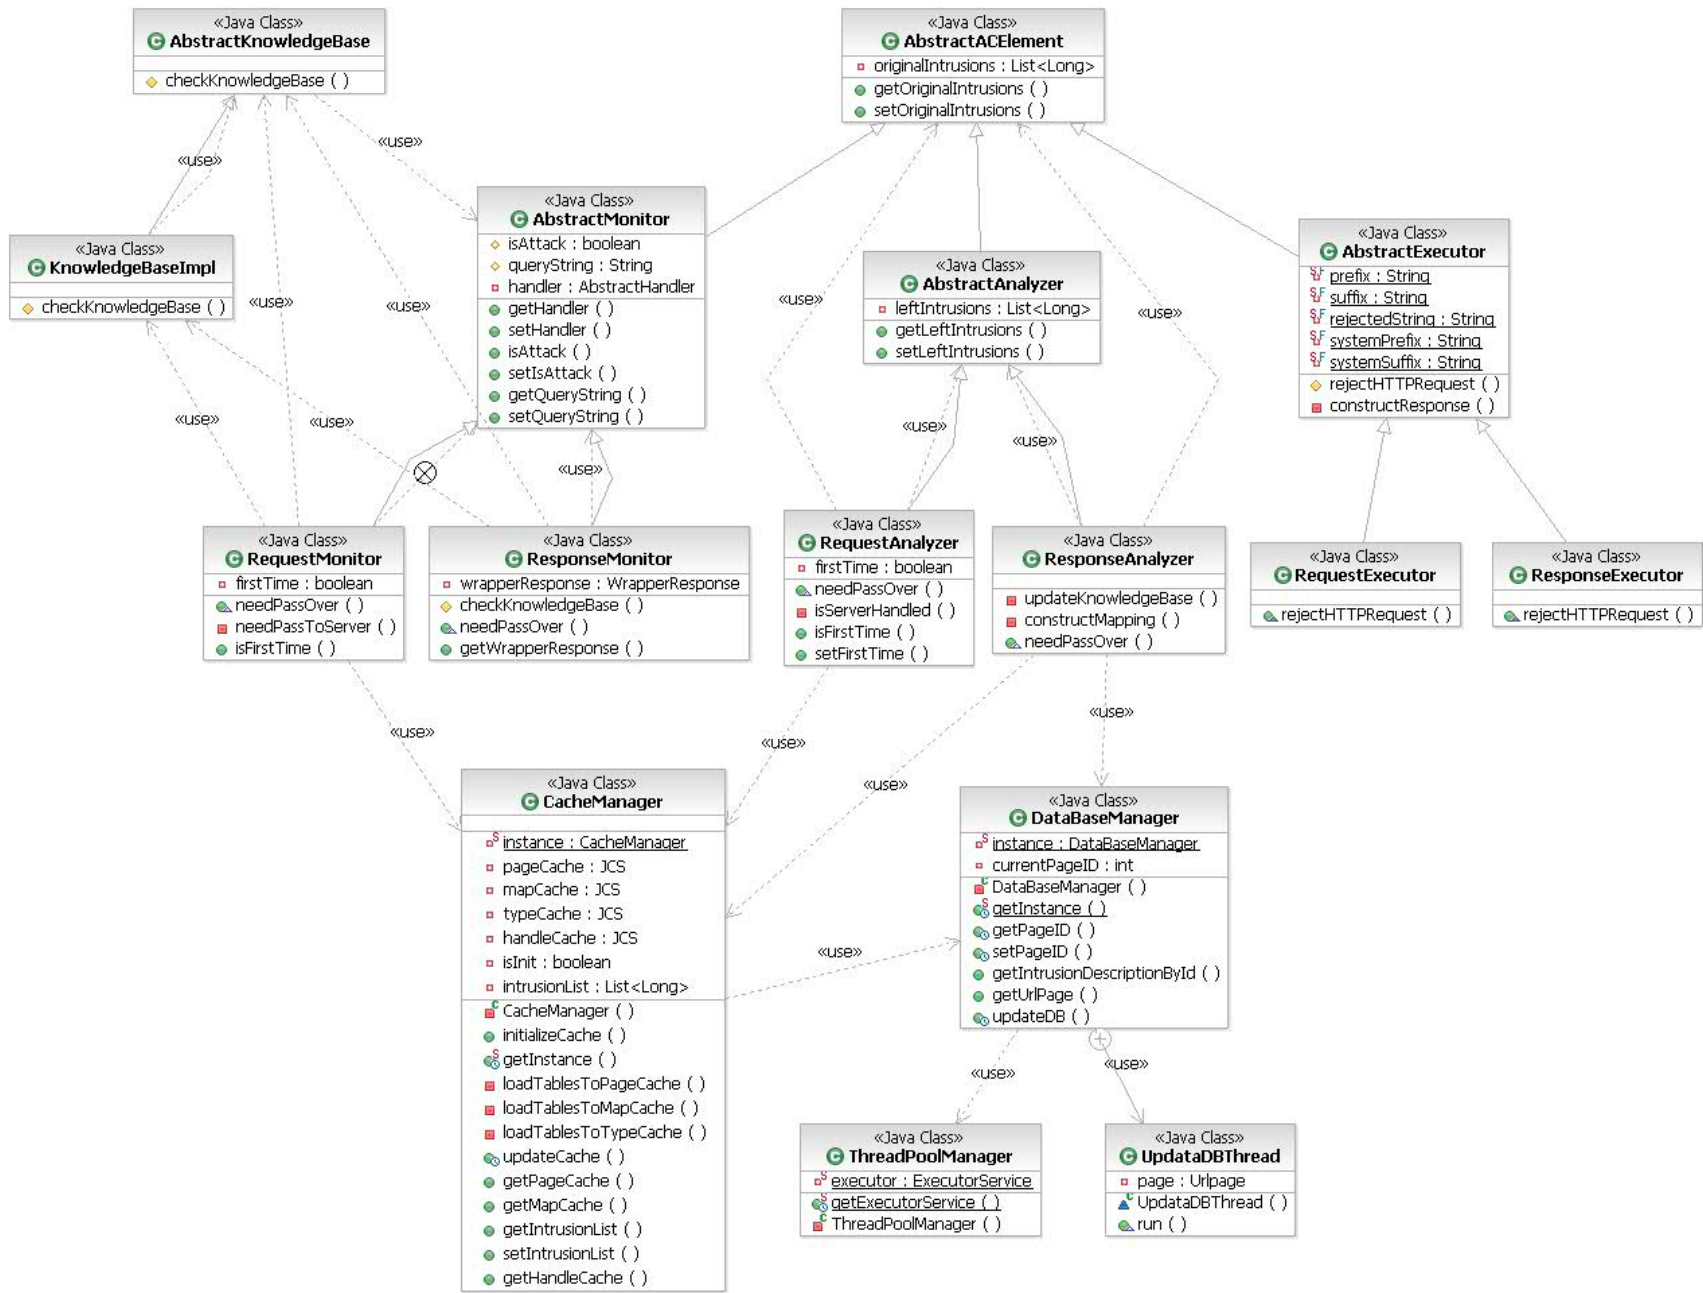 «Java Class»
AbstractKnowledgeBase
checkKnowledgeBase ( )
«Java Class»
AbstractACElement
originalIntrusions : List<Long>
getOriginalIntrusions ( )
setOriginalIntrusions ( )
«use»
«use»
«Java Class»
AbstractMonitor
isAttack : boolean
queryString : String
handler : AbstractHandler
getHandler ( )
setHandler ( )
isAttack ( )
setIsAttack ( )
getQueryString ( )
setQueryString ( )
«Java Class»
KnowledgeBaseImpl
checkKnowledgeBase ( )
«Java Class»
AbstractAnalyzer
leftIntrusions : List<Long>
getLeftIntrusions ( )
setLeftIntrusions ( )
«Java Class»
AbstractExecutor
prefix : String
suffix : String
rejectedString : String
systemPrefix : String
systemSuffix : String
rejectHTTPRequest ( )
constructResponse ( )
«use»
«use»
«use»
«use»
«use»
«use»
«use»
«use»
«use»
«Java Class»
RequestMonitor
firstTime : boolean
needPassOver ( )
needPassToServer ( )
isFirstTime ( )
«Java Class»
ResponseMonitor
wrapperResponse : WrapperResponse
checkKnowledgeBase ( )
needPassOver ( )
getWrapperResponse ( )
«Java Class»
RequestAnalyzer
firstTime : boolean
needPassOver ( )
isServerHandled ( )
isFirstTime ( )
setFirstTime ( )
«Java Class»
ResponseAnalyzer
updateKnowledgeBase ( )
constructMapping ( )
needPassOver ( )
«Java Class»
RequestExecutor
rejectHTTPRequest ( )
«Java Class»
ResponseExecutor
rejectHTTPRequest ( )
«use»
«use»
«use»
«use»
«Java Class»
CacheManager
instance : CacheManager
pageCache : JCS
mapCache : JCS
typeCache : JCS
handleCache : JCS
isInit : boolean
intrusionList : List<Long>
CacheManager ( )
initializeCache ( )
getInstance ( )
loadTablesToPageCache ( )
loadTablesToMapCache ( )
loadTablesToTypeCache ( )
updateCache ( )
getPageCache ( )
getMapCache ( )
getIntrusionList ( )
setIntrusionList ( )
getHandleCache ( )
«use»
«Java Class»
DataBaseManager
instance : DataBaseManager
currentPageID : int
DataBaseManager ( )
getInstance ( )
getPageID ( )
setPageID ( )
getIntrusionDescriptionById ( )
getUrlPage ( )
updateDB ( )
«use»
«use»
«Java Class»
ThreadPoolManager
executor : ExecutorService
getExecutorService ( )
ThreadPoolManager ( )
«Java Class»
UpdataDBThread
page : Urlpage
UpdataDBThread ( )
run ( )